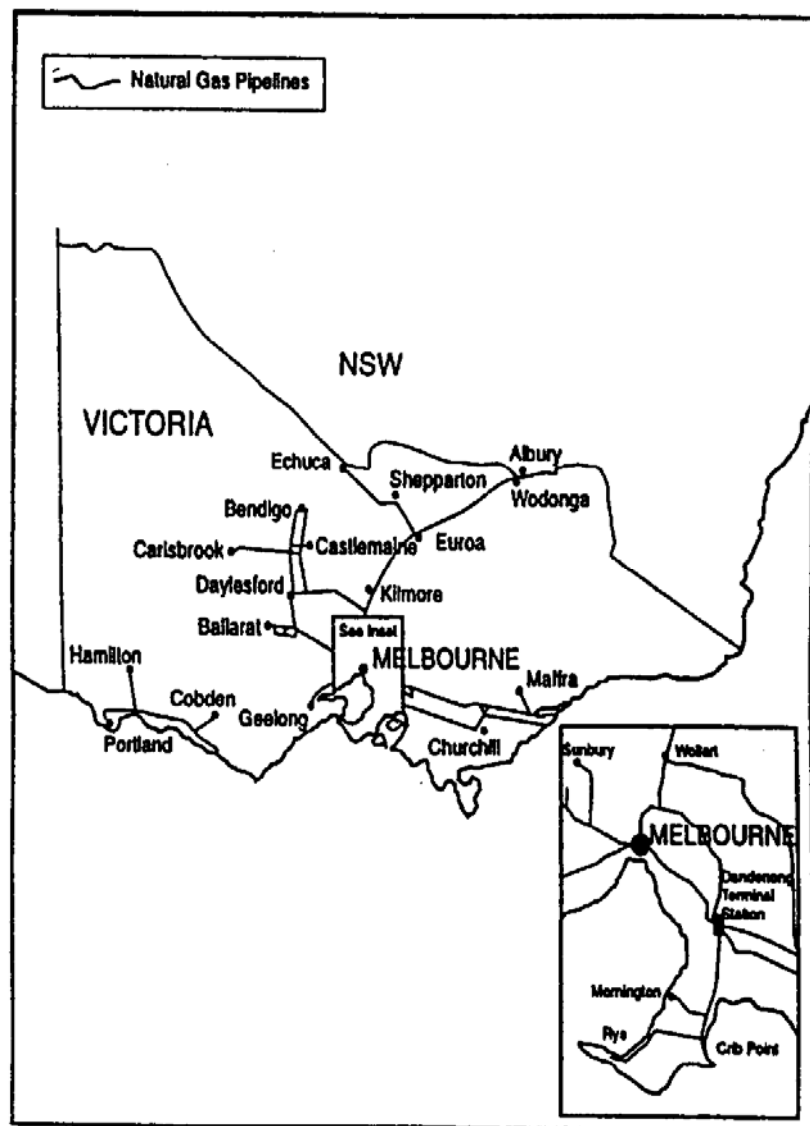 Natural Gas Pipelines
NSW
VICTORIA
Echuca
Albury
Shepparton
Wodonga
Bendigo
Euroa
Carisbrook
Castlemaine
Daylesford
Kilmore
Ballarat
See Inset
MELBOURNE
Hamilton
Maffra
Cobden
Geelong
Portland
Churchill
Sunbury
Wollert
MELBOURNE
Dandenong
Terminal
Station
Mornington
Rye
Crib Point